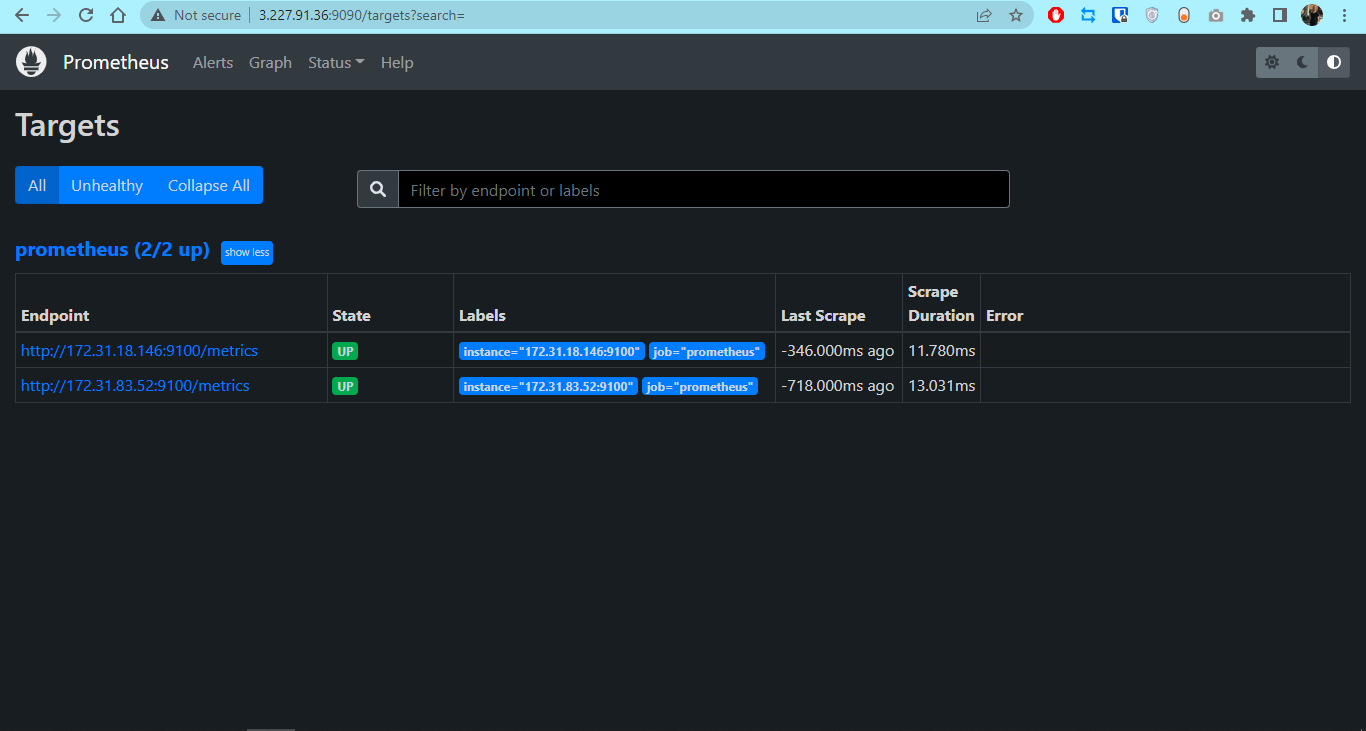 Not secure 3.227.91.36:9090/targets?search=
Prometheus Alerts Graph Status Help
Targets
All Unhealthy Collapse All Filter by endpoint or labels
prometheus (2/2 up) show less
Endpoint State Labels Last Scrape Scrape Duration Error
http://172.31.18.146:9100/metrics UP instance="172.31.18.146:9100" job="prometheus" -346.000ms ago 11.780ms
http://172.31.83.52:9100/metrics UP instance="172.31.83.52:9100" job="prometheus" -718.000ms ago 13.031ms